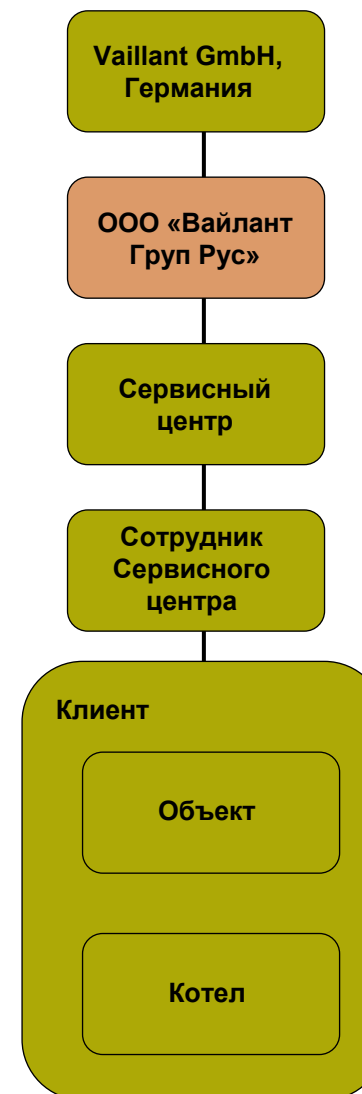 Vaillant GmbH,
Германия
ООО «Вайлант
Груп Рус»
Сервисный
центр
Сотрудник
Сервисного
центра
Клиент
Объект
Котел